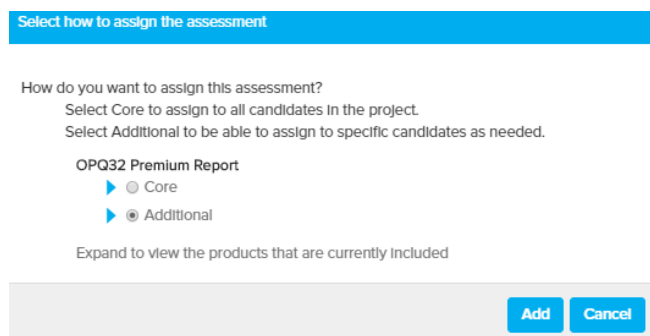 Select how to assign the assessment
How do you want to assign this assessment?
Select Core to assign to all candidates in the project.
Select Additional to be able to assign to specific candidates as needed.
OPQ32 Premium Report
Core
Additional
Expand to view the products that are currently included
Add Cancel